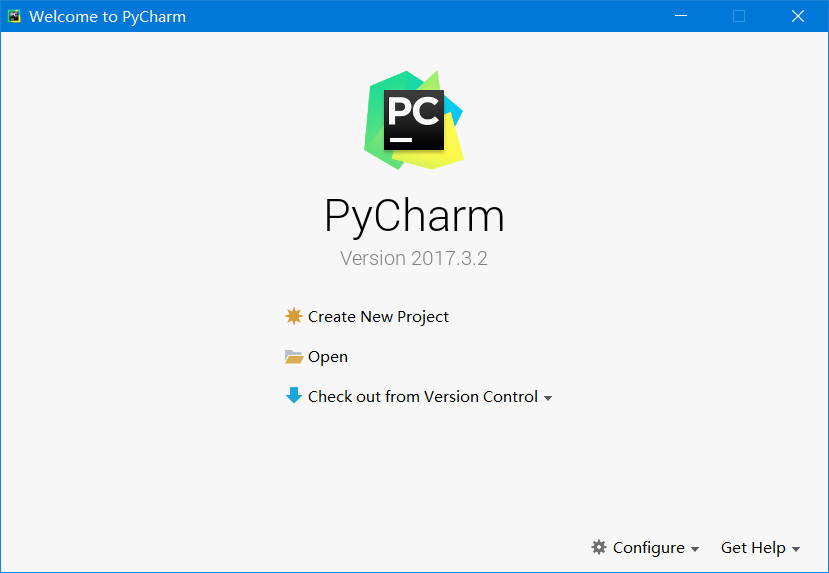 Welcome to PyCharm
PC
PyCharm
Version 2017.3.2
Create New Project
Open
Check out from Version Control
Configure
Get Help